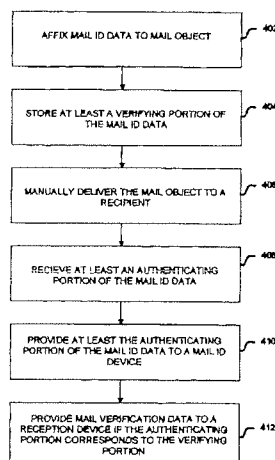 402
AFFIX MAIL ID DATA TO MAIL OBJECT
404
STORE AT LEAST A VERIFYING PORTION OF
THE MAIL ID DATA
406
MANUALLY DELIVER THE MAIL OBJECT TO A
RECIPIENT
408
RECIEVE AT LEAST AN AUTHENTICATING
PORTION OF THE MAIL ID DATA
410
PROVIDE AT LEAST THE AUTHENTICATING
PORTION OF THE MAIL ID DATA TO A MAIL ID
DEVICE
412
PROVIDE MAIL VERIFICATION DATA TO A
RECEPTION DEVICE IF THE AUTHENTICATING
PORTION CORRESPONDS TO THE VERIFYING
PORTION